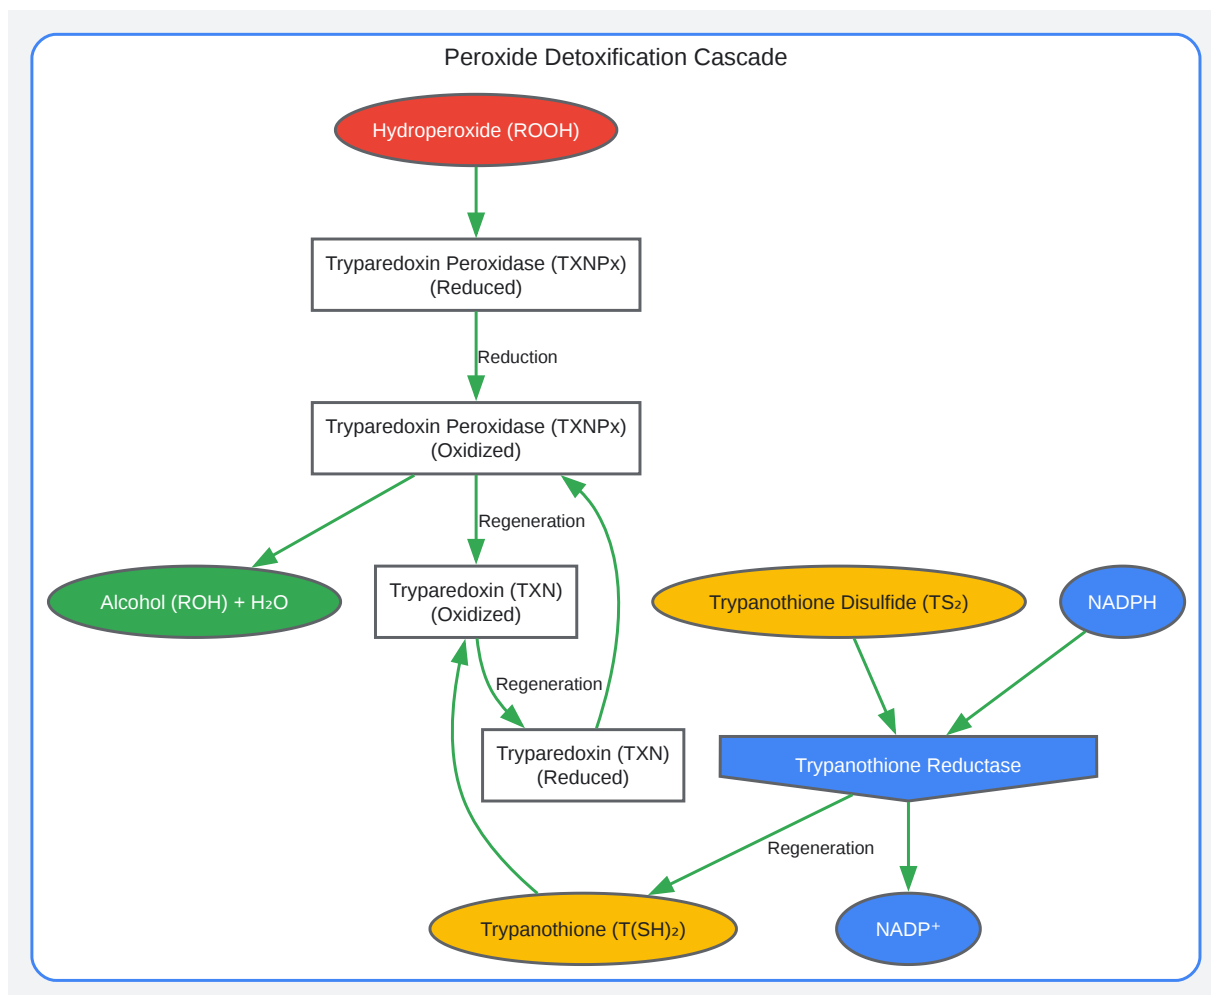 Peroxide Detoxification Cascade
Hydroperoxide (ROOH)
Tryparedoxin Peroxidase (TXNPx)
(Reduced)
Reduction
Tryparedoxin Peroxidase (TXNPx)
(Oxidized)
Regeneration
Alcohol (ROH) + H₂O
Tryparedoxin (TXN)
(Oxidized)
Trypanothione Disulfide (TS₂)
NADPH
Regeneration
Tryparedoxin (TXN)
(Reduced)
Trypanothione Reductase
Regeneration
Trypanothione (T(SH)₂)
NADP⁺